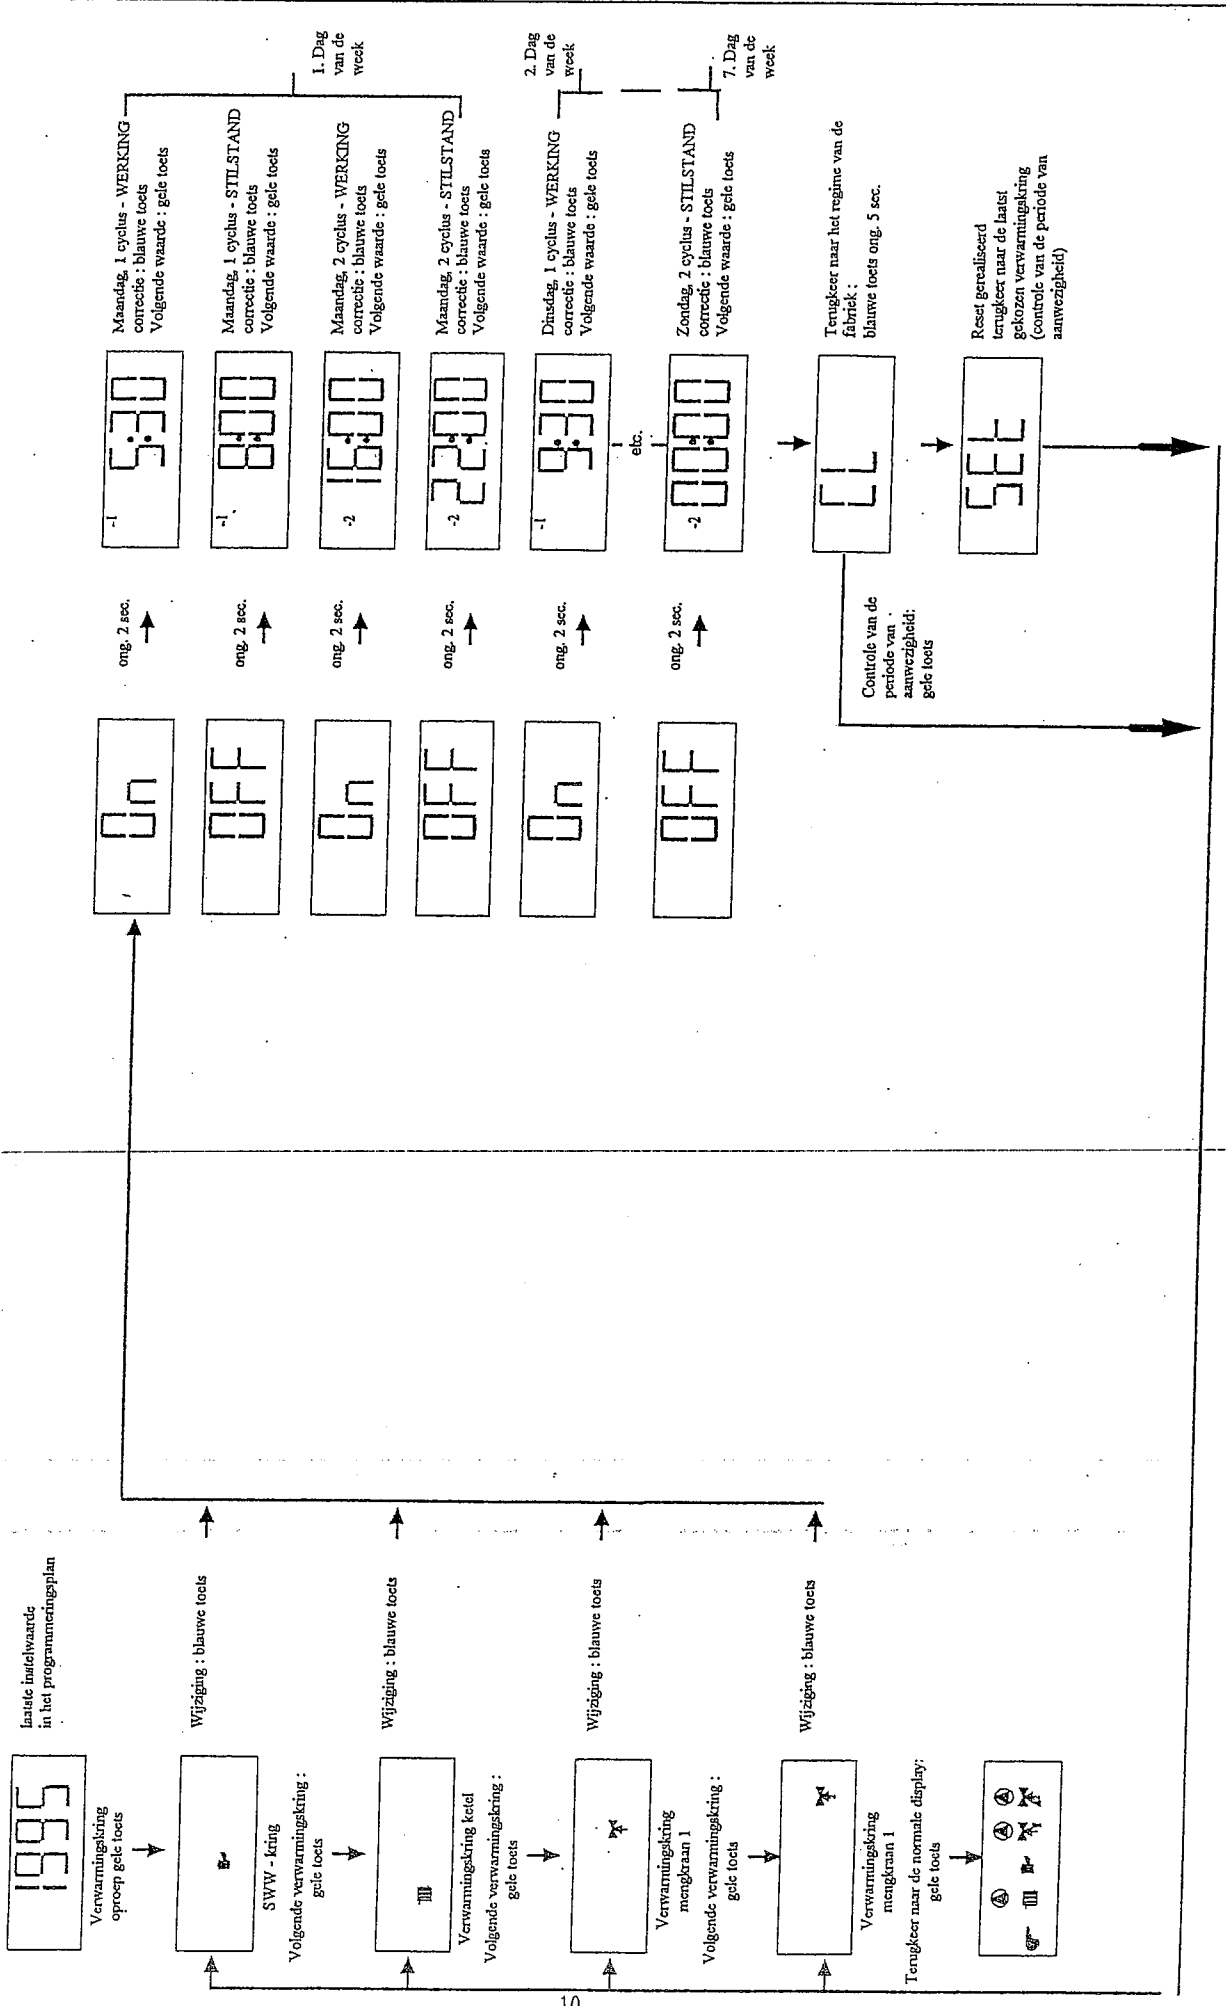 1995
laatste instelwaarde
in het programmeringsplan
Verwarmingskring
oproep gele toets
Wijziging : blauwe toets
SWW - kring
Volgende verwarmingskring :
gele toets
Wijziging : blauwe toets
Verwarmingskring ketel
Volgende verwarmingskring :
gele toets
Wijziging : blauwe toets
Verwarmingskring
mengkraan 1
Volgende verwarmingskring :
gele toets
Wijziging : blauwe toets
Verwarmingskring
mengkraan 1
Terugkeer naar de normale display:
gele toets
On
ong. 2 sec.
-1 5:30
Maandag, 1 cyclus - WERKING
correctie : blauwe toets
Volgende waarde : gele toets
OFF
ong. 2 sec.
-1 8:00
Maandag, 1 cyclus - STILSTAND
correctie : blauwe toets
Volgende waarde : gele toets
1. Dag
van de
week
On
ong. 2 sec.
-2 16:00
Maandag, 2 cyclus - WERKING
correctie : blauwe toets
Volgende waarde : gele toets
OFF
ong. 2 sec.
-2 22:00
Maandag, 2 cyclus - STILSTAND
correctie : blauwe toets
Volgende waarde : gele toets
On
ong. 2 sec.
-1 9:30
Dinsdag, 1 cyclus - WERKING
correctie : blauwe toets
Volgende waarde : gele toets
2. Dag
van de
week
etc.
OFF
ong. 2 sec.
-2 00:00
Zondag, 2 cyclus - STILSTAND
correctie : blauwe toets
Volgende waarde : gele toets
7. Dag
van de
week
CL
Terugkeer naar het regime van de
fabriek :
blauwe toets ong. 5 sec.
Controle van de
periode van
aanwezigheid:
gele toets
SEt
Reset gerealiseerd
terugkeer naar de laatst
gekozen verwarmingskring
(controle van de periode van
aanwezigheid)
10